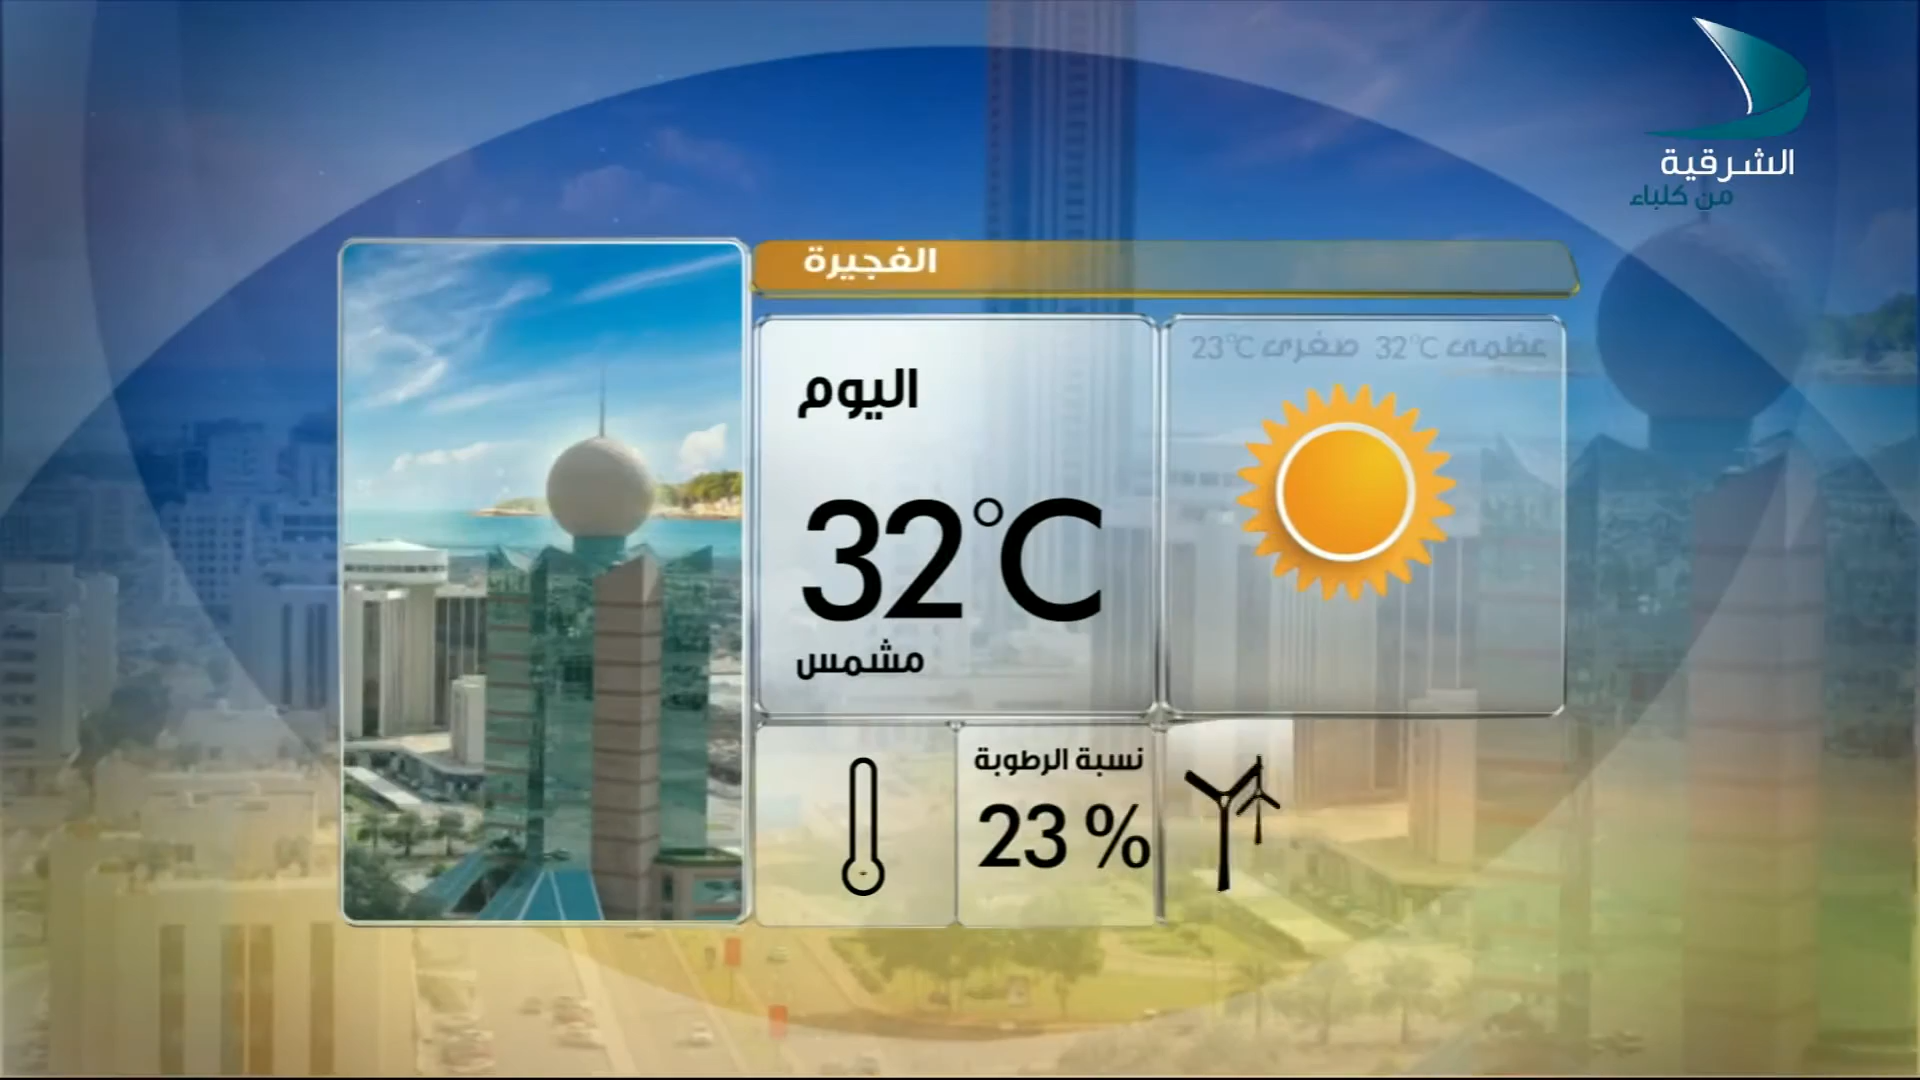 الشرقية
من كلباء
الفجيرة
عظمى 32°C صغرى 23°C
اليوم
32°C
مشمس
نسبة الرطوبة
23 %